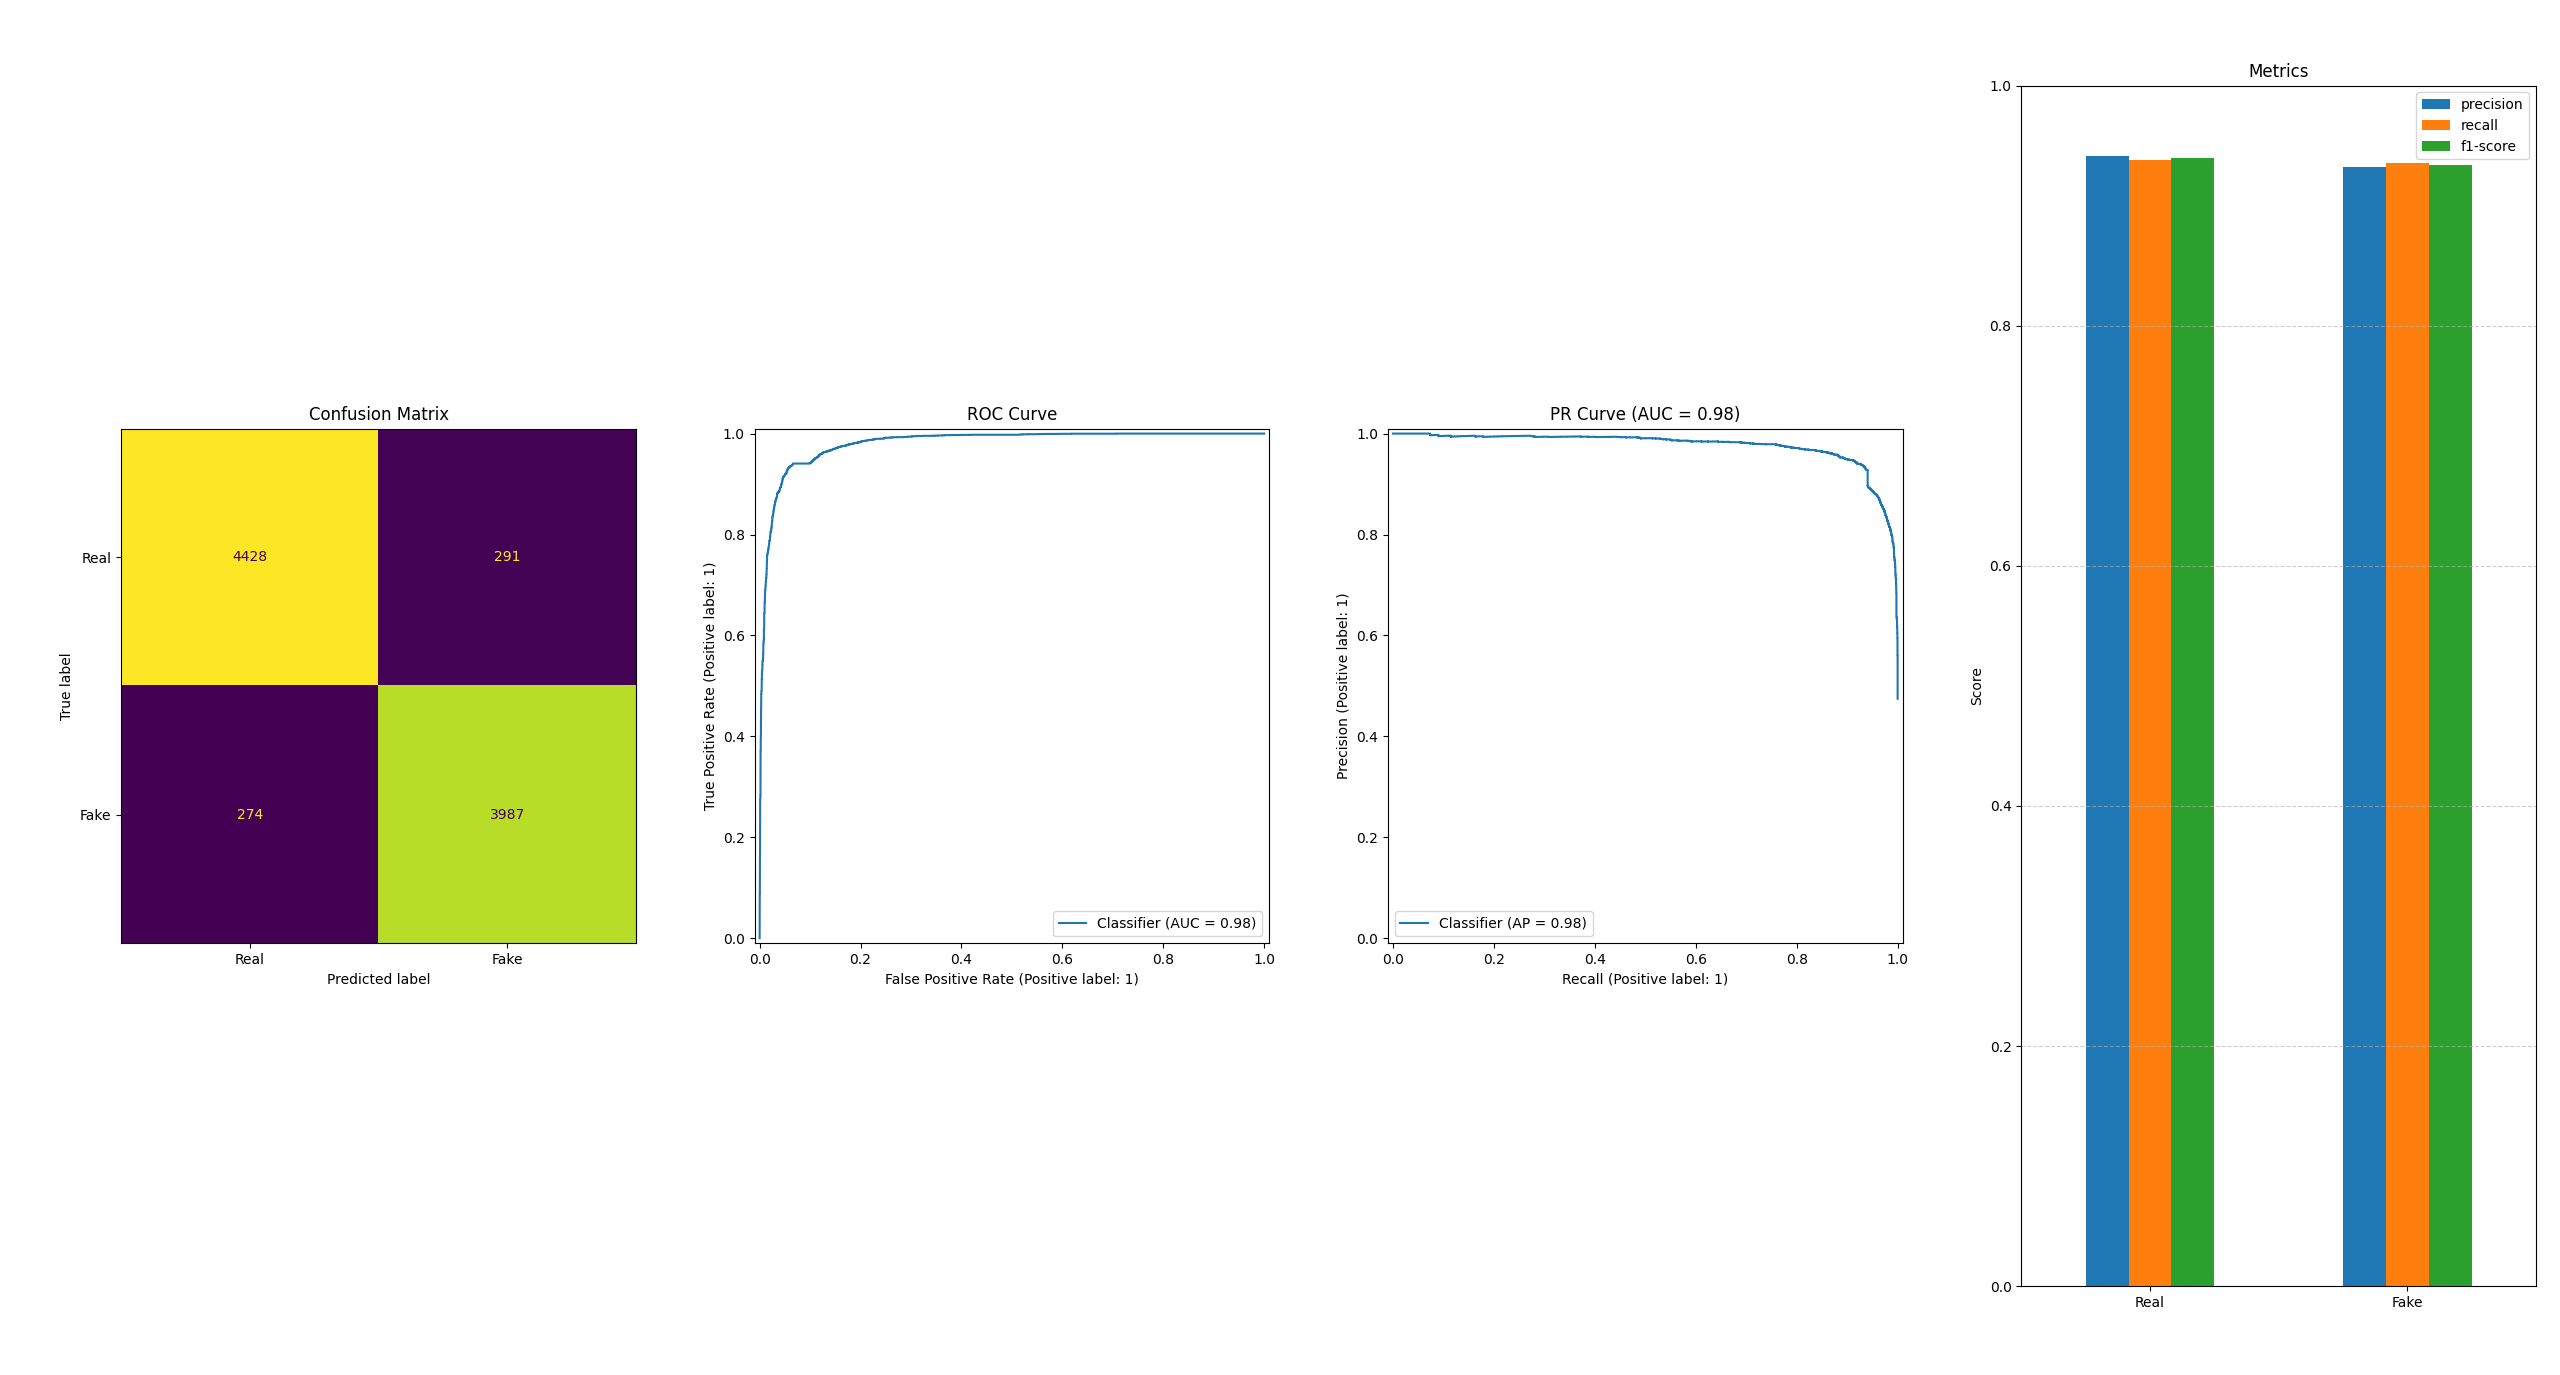 Confusion Matrix
Real
Fake
True label
4428
291
274
3987
Real
Fake
Predicted label
ROC Curve
True Positive Rate (Positive label: 1)
1.0
0.8
0.6
0.4
0.2
0.0
Classifier (AUC = 0.98)
0.0
0.2
0.4
0.6
0.8
1.0
False Positive Rate (Positive label: 1)
PR Curve (AUC = 0.98)
Precision (Positive label: 1)
1.0
0.8
0.6
0.4
0.2
0.0
Classifier (AP = 0.98)
0.0
0.2
0.4
0.6
0.8
1.0
Recall (Positive label: 1)
Metrics
Score
1.0
0.8
0.6
0.4
0.2
0.0
precision
recall
f1-score
Real
Fake